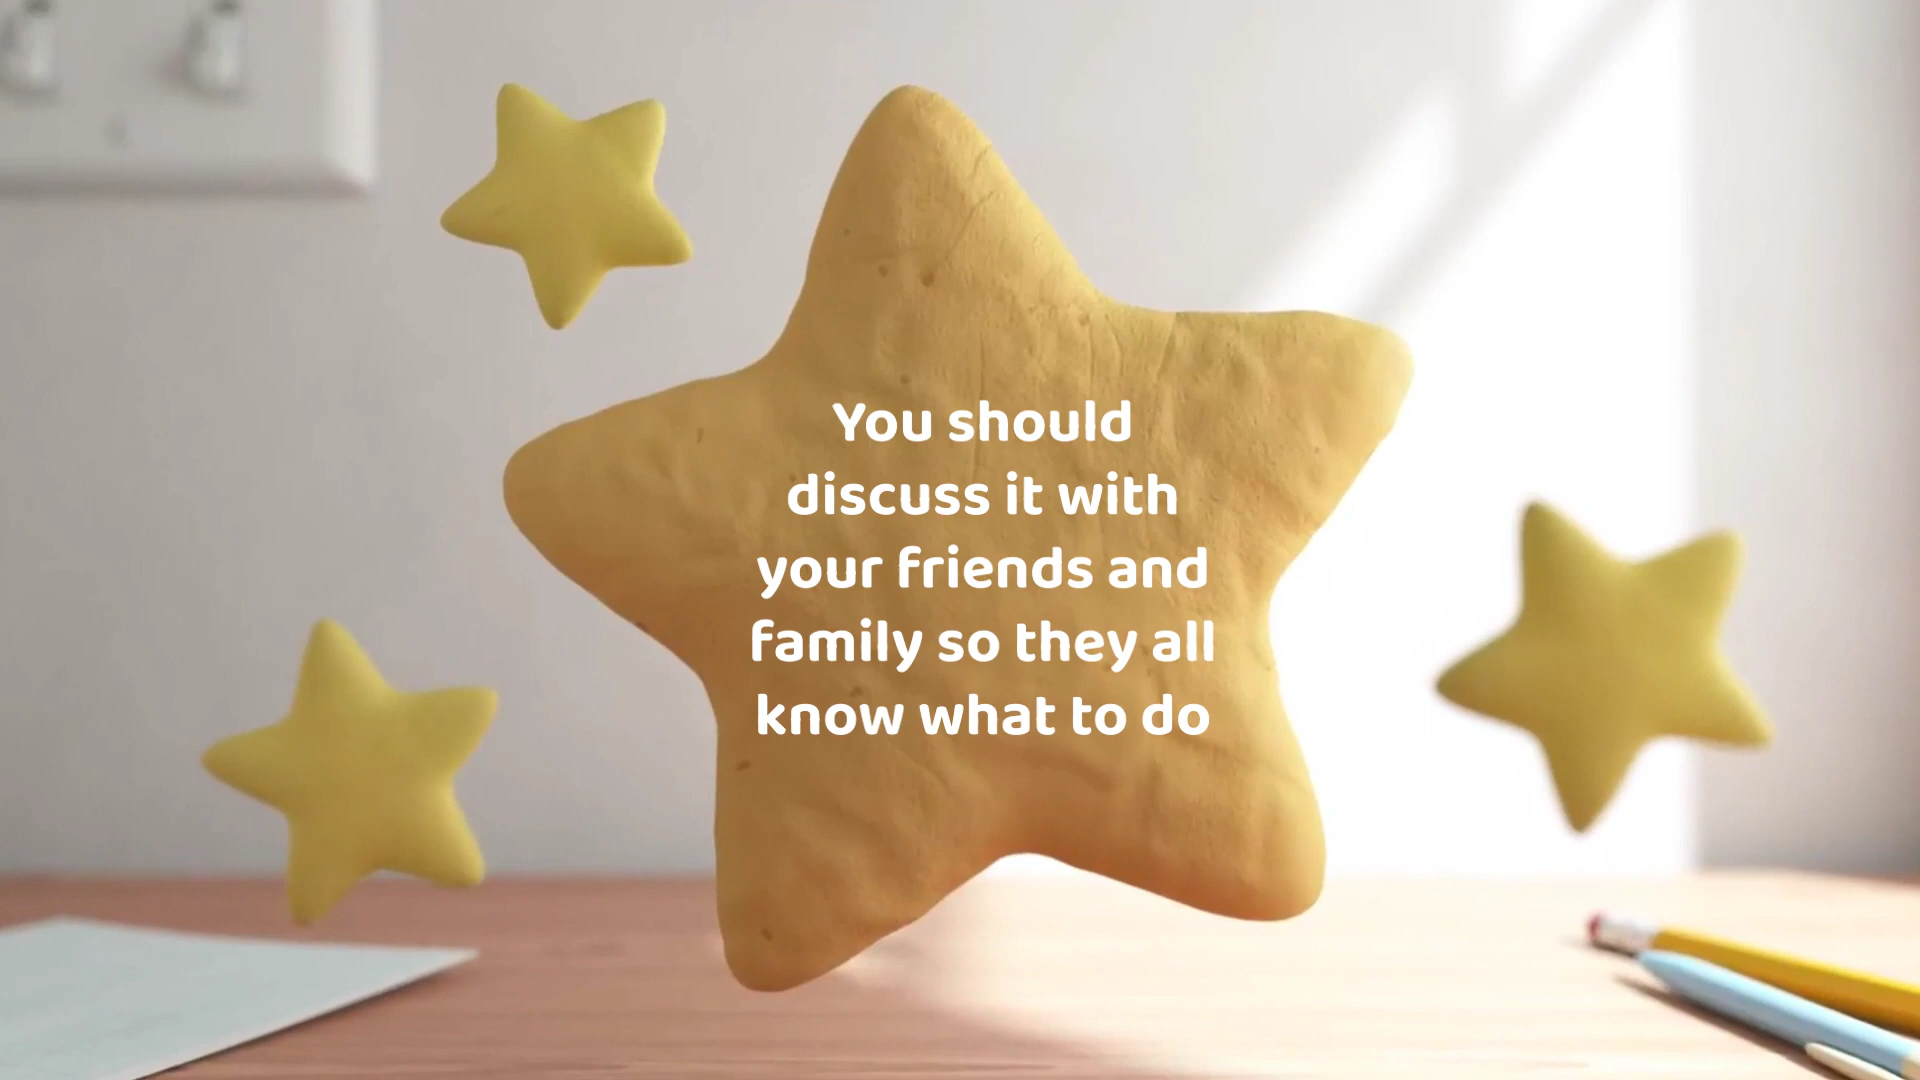 You should
discuss it with
your friends and
family so they all
know what to do